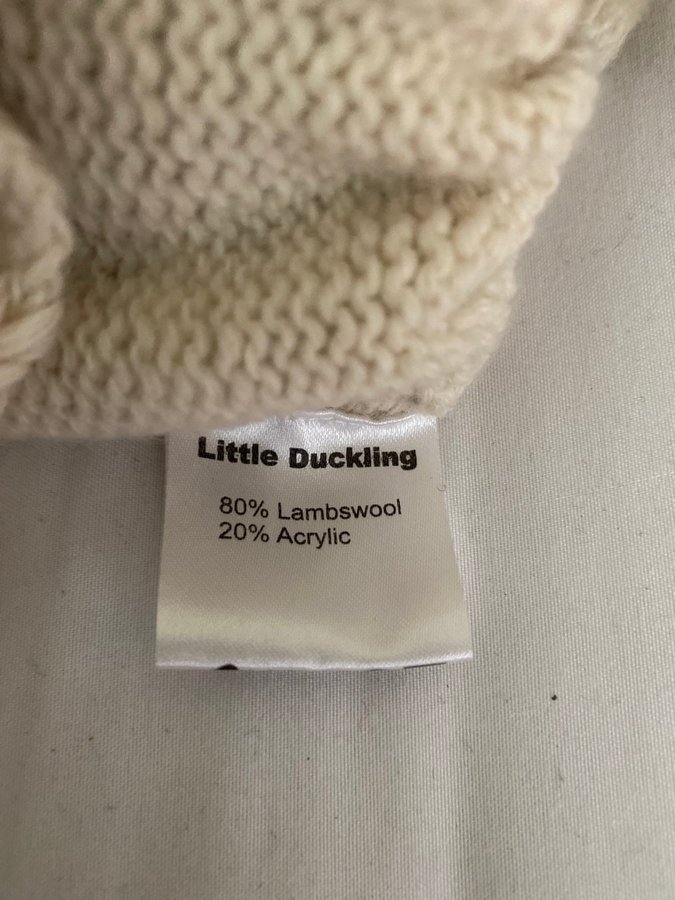 Little Duckling
80% Lambswool
20% Acrylic